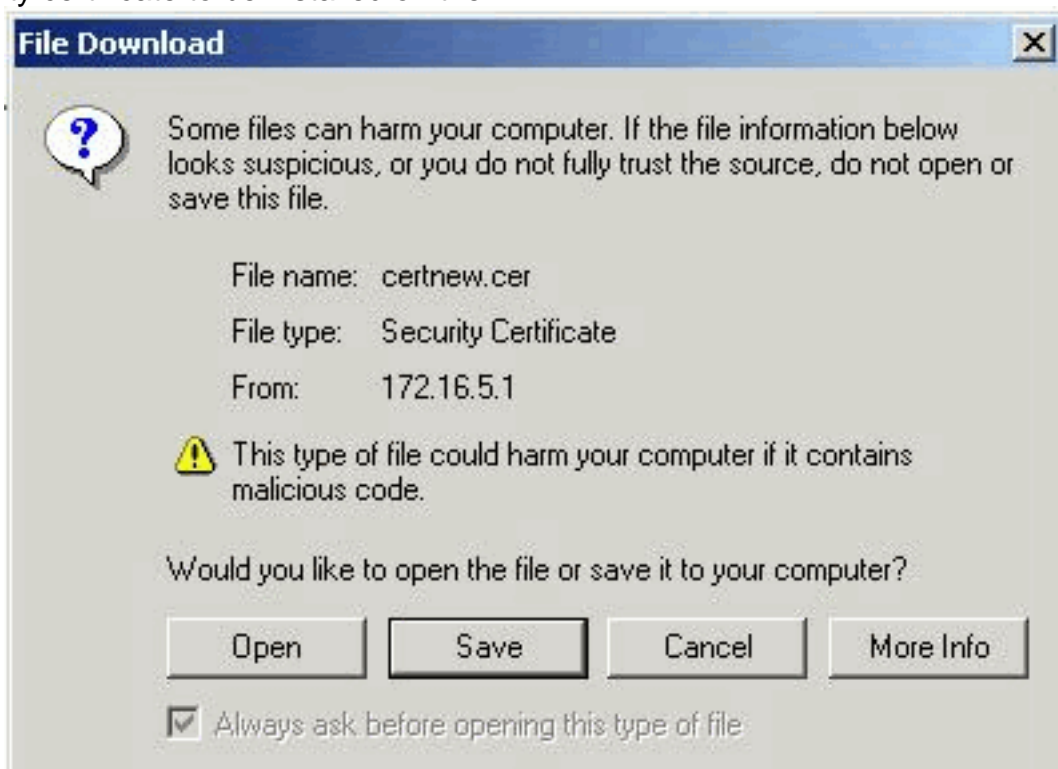 File Download
Some files can harm your computer. If the file information below
looks suspicious, or you do not fully trust the source, do not open or
save this file.
File name: certnew.cer
File type: Security Certificate
From: 172.16.5.1
This type of file could harm your computer if it contains
malicious code.
Would you like to open the file or save it to your computer?
Open Save Cancel More Info
Always ask before opening this type of file